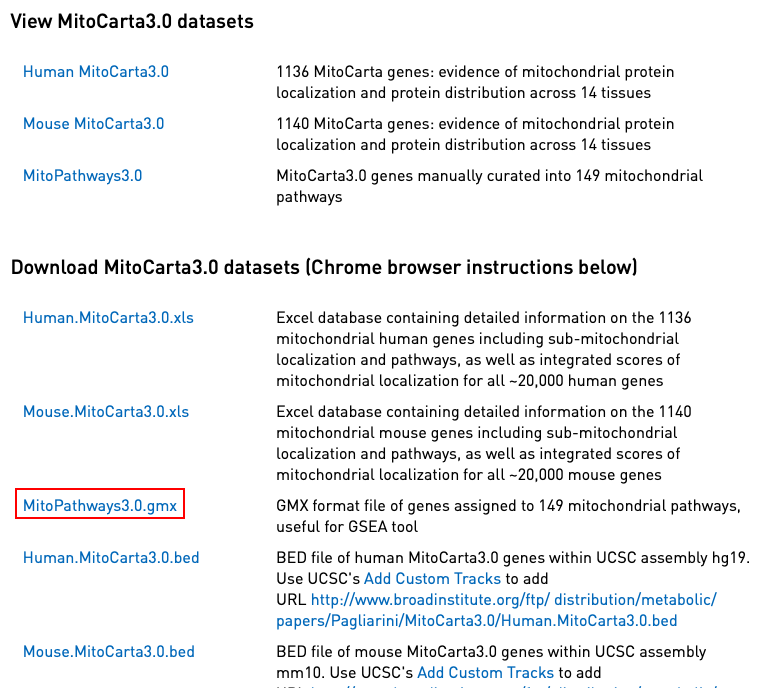 View MitoCarta3.0 datasets
Human MitoCarta3.0
1136 MitoCarta genes: evidence of mitochondrial protein
localization and protein distribution across 14 tissues
Mouse MitoCarta3.0
1140 MitoCarta genes: evidence of mitochondrial protein
localization and protein distribution across 14 tissues
MitoPathways3.0
MitoCarta3.0 genes manually curated into 149 mitochondrial
pathways
Download MitoCarta3.0 datasets (Chrome browser instructions below)
Human.MitoCarta3.0.xls
Excel database containing detailed information on the 1136
mitochondrial human genes including sub-mitochondrial
localization and pathways, as well as integrated scores of
mitochondrial localization for all ~20,000 human genes
Mouse.MitoCarta3.0.xls
Excel database containing detailed information on the 1140
mitochondrial mouse genes including sub-mitochondrial
localization and pathways, as well as integrated scores of
mitochondrial localization for all ~20,000 mouse genes
MitoPathways3.0.gmx
GMX format file of genes assigned to 149 mitochondrial pathways,
useful for GSEA tool
Human.MitoCarta3.0.bed
BED file of human MitoCarta3.0 genes within UCSC assembly hg19.
Use UCSC's Add Custom Tracks to add
URL http://www.broadinstitute.org/ftp/ distribution/metabolic/
papers/Pagliarini/MitoCarta3.0/Human.MitoCarta3.0.bed
Mouse.MitoCarta3.0.bed
BED file of mouse MitoCarta3.0 genes within UCSC assembly
mm10. Use UCSC's Add Custom Tracks to add